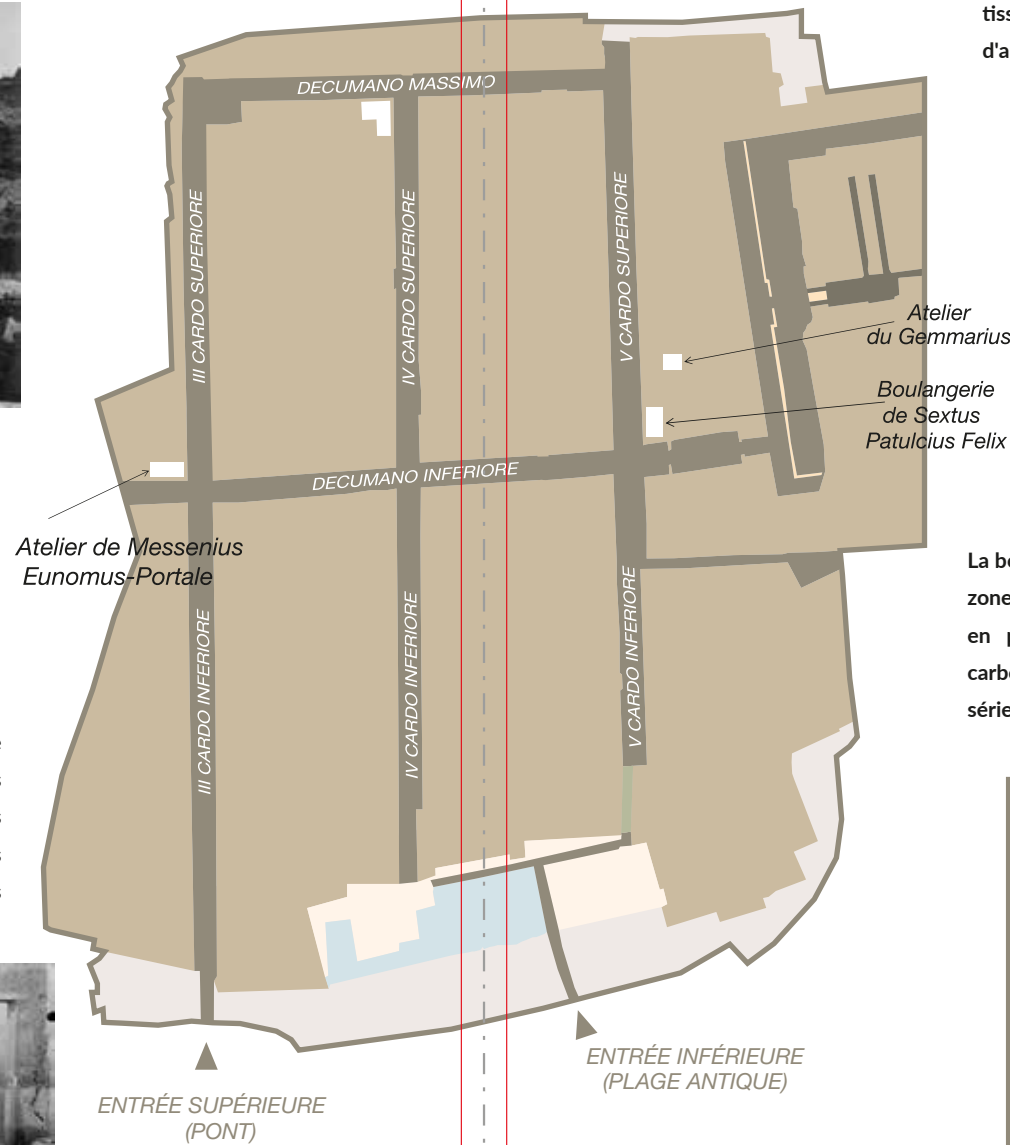 tiss
d'a
DECUMANO MASSIMO
III CARDO SUPERIORE
IV CARDO SUPERIORE
V CARDO SUPERIORE
Atelier
du Gemmarius
Boulangerie
de Sextus
Patulcius Felix
DECUMANO INFERIORE
Atelier de Messenius
Eunomus-Portale
III CARDO INFERIORE
IV CARDO INFERIORE
V CARDO INFERIORE
La bo
zone
en p
carbo
série
ENTRÉE INFÉRIEURE
(PLAGE ANTIQUE)
ENTRÉE SUPÉRIEURE
(PONT)